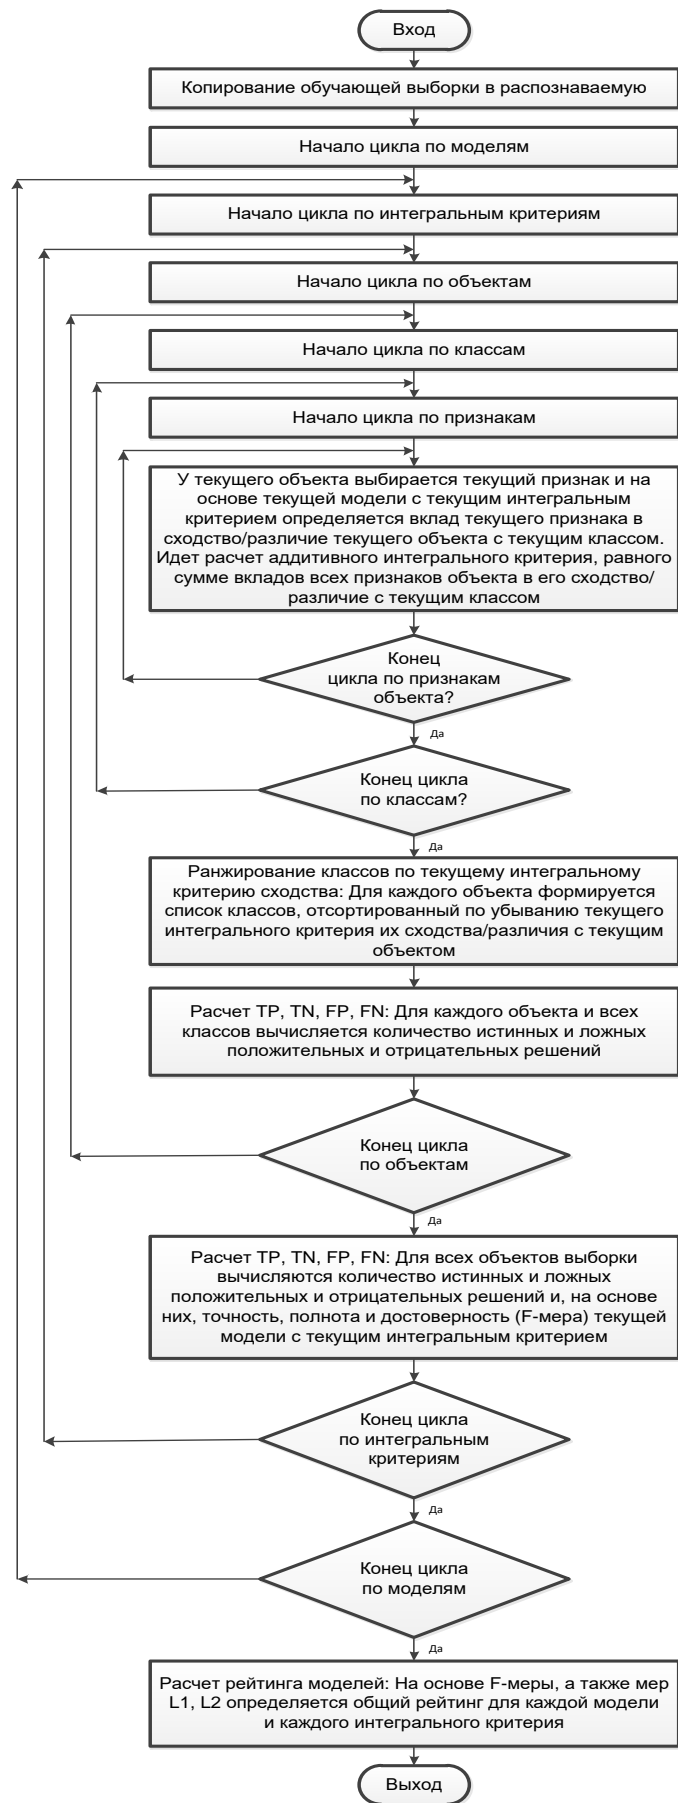 Вход
Копирование обучающей выборки в распознаваемую
Начало цикла по моделям
Начало цикла по интегральным критериям
Начало цикла по объектам
Начало цикла по классам
Начало цикла по признакам
У текущего объекта выбирается текущий признак и на
основе текущей модели с текущим интегральным
критерием определяется вклад текущего признака в
сходство/различие текущего объекта с текущим классом.
Идет расчет аддитивного интегрального критерия, равного
сумме вкладов всех признаков объекта в его сходство/
различие с текущим классом
Конец
цикла по признакам
объекта?
Да
Конец цикла
по классам?
Да
Ранжирование классов по текущему интегральному
критерию сходства: Для каждого объекта формируется
список классов, отсортированный по убыванию текущего
интегрального критерия их сходства/различия с текущим
объектом
Расчет TP, TN, FP, FN: Для каждого объекта и всех
классов вычисляется количество истинных и ложных
положительных и отрицательных решений
Конец цикла
по объектам
Да
Расчет TP, TN, FP, FN: Для всех объектов выборки
вычисляются количество истинных и ложных
положительных и отрицательных решений и, на основе
них, точность, полнота и достоверность (F-мера) текущей
модели с текущим интегральным критерием
Конец цикла
по интегральным
критериям
Да
Конец цикла
по моделям
Да
Расчет рейтинга моделей: На основе F-меры, а также мер
L1, L2 определяется общий рейтинг для каждой модели
и каждого интегрального критерия
Выход